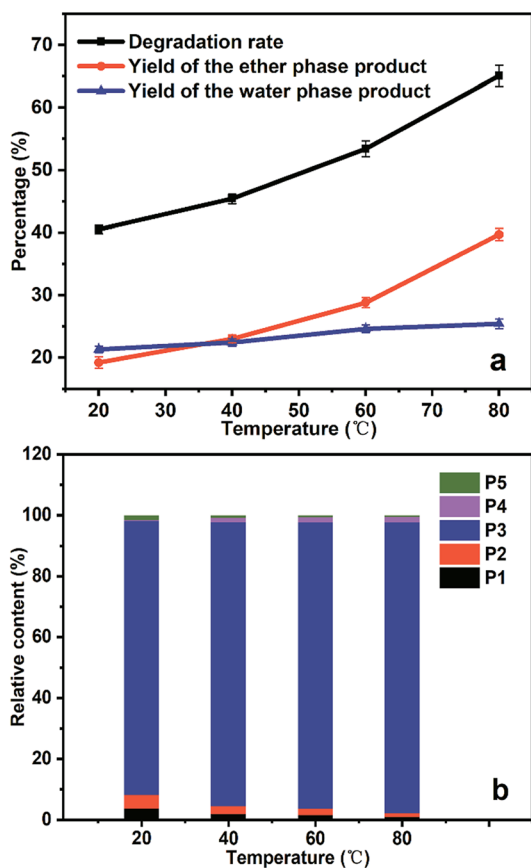 Degradation rate
Yield of the ether phase product
Yield of the water phase product
70
60
50
40
30
20
Percentage (%)
20 30 40 50 60 70 80
Temperature (℃)
a
120
100
80
60
40
20
0
Relative content (%)
P5
P4
P3
P2
P1
20 40 60 80
Temperature (℃)
b